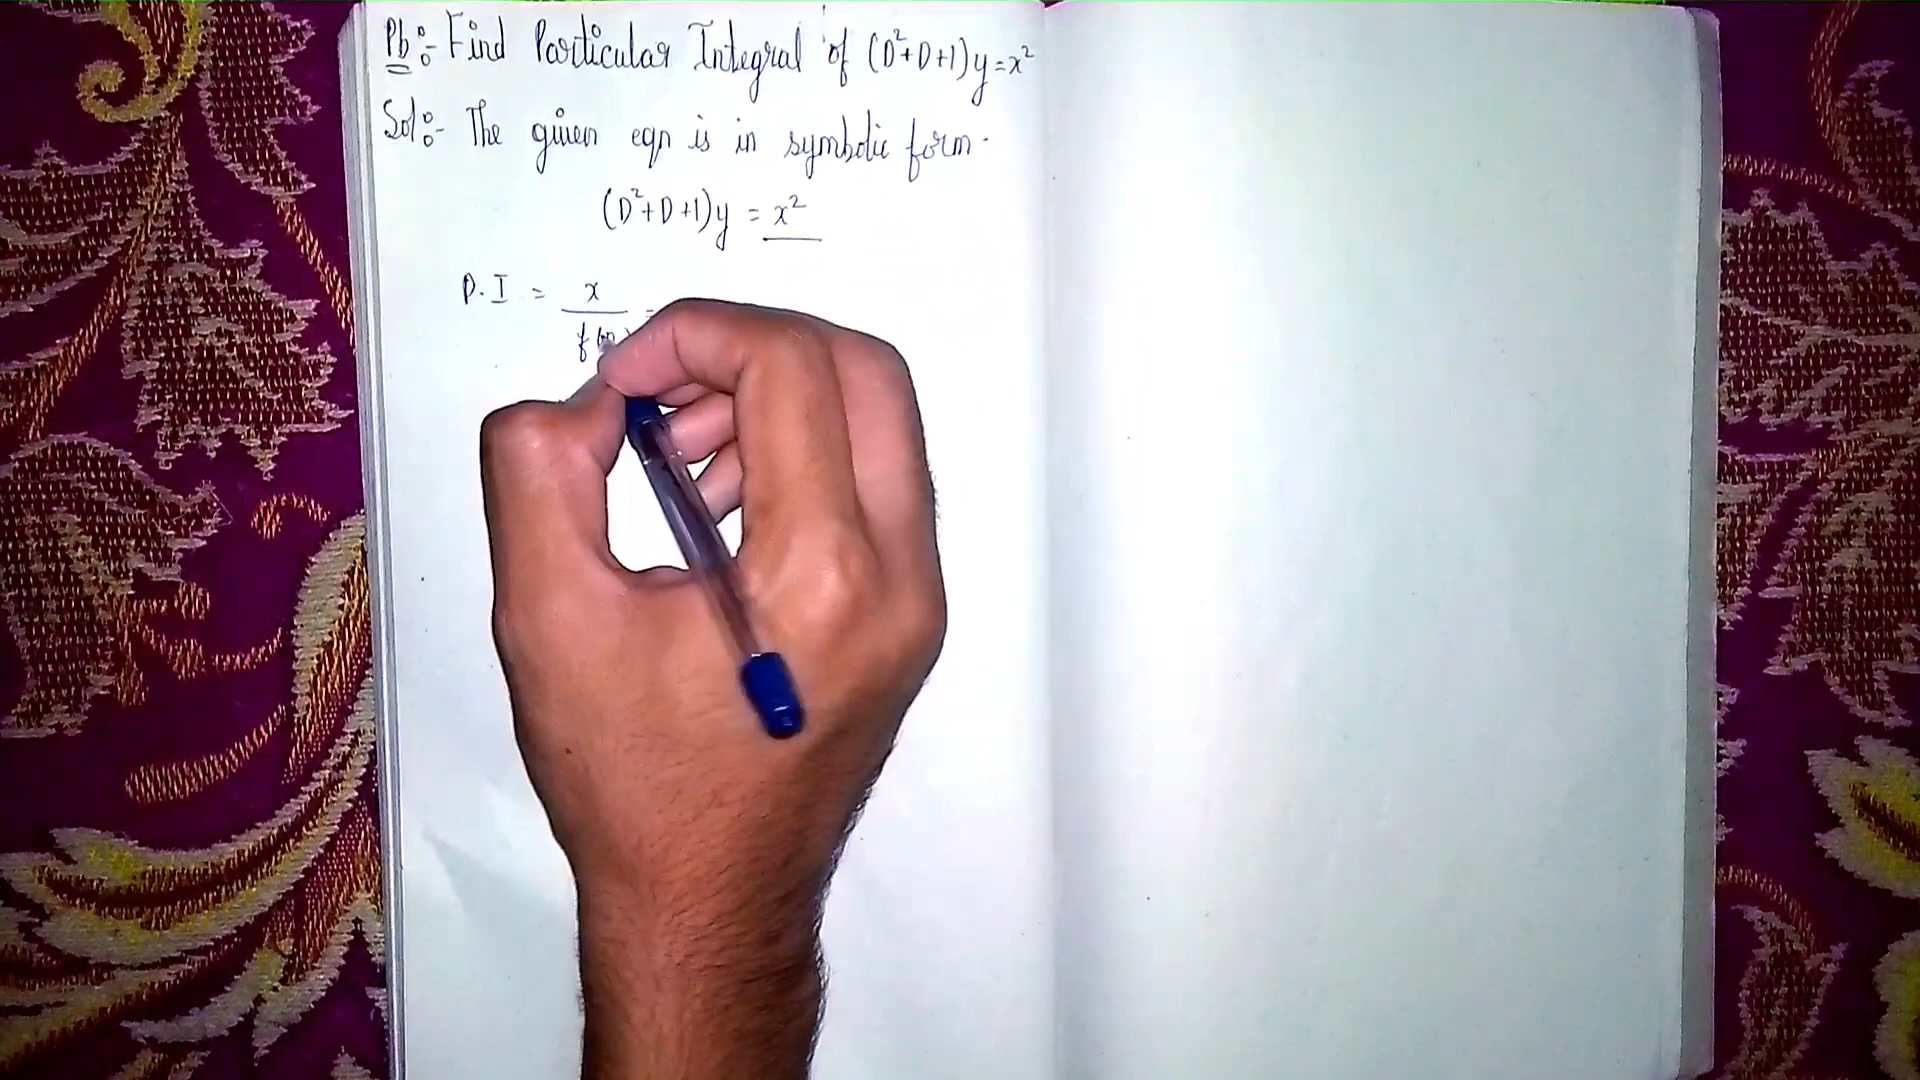 Pb:- Find Particular Integral of (D²+D+1)y=x²
Sol:- The given eqn is in symbolic form.
(D²+D+1)y = x²
P.I = x / f(D) =